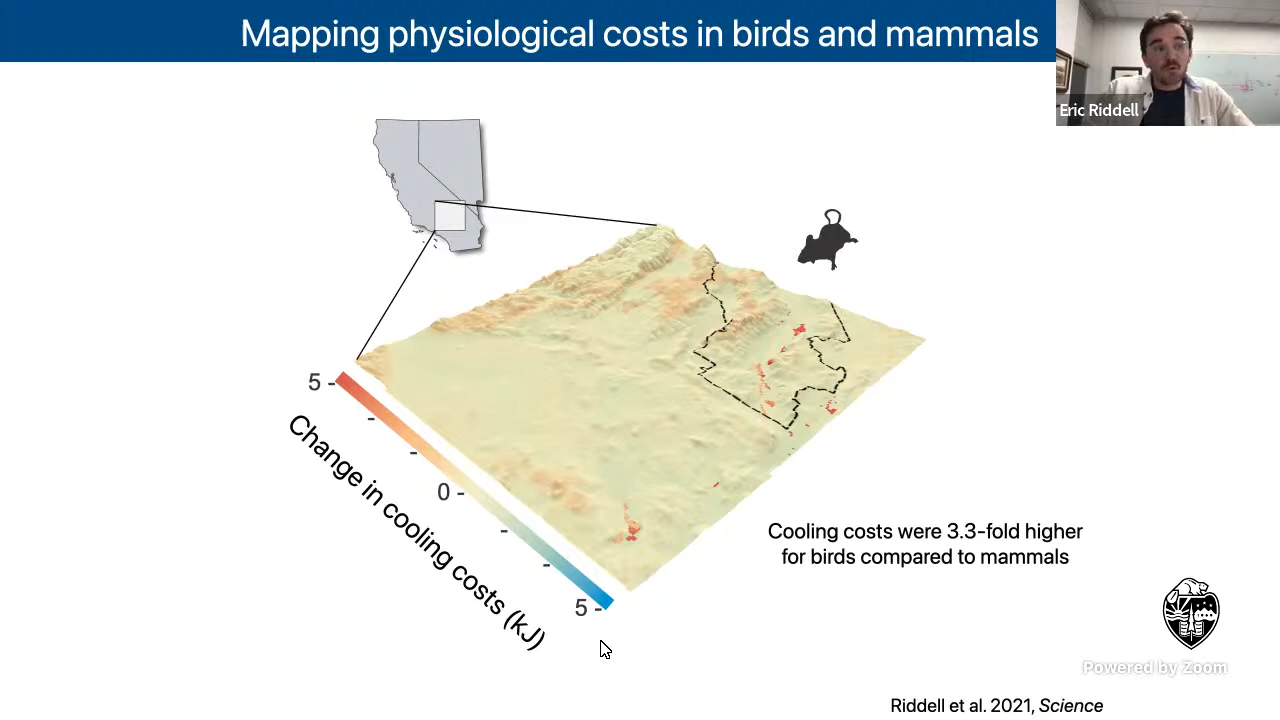 Mapping physiological costs in birds and mammals
Eric Riddell
5 -
-
-
0 -
-
-
5 -
Change in cooling costs (kJ)
Cooling costs were 3.3-fold higher
for birds compared to mammals
Powered by Zoom
Riddell et al. 2021, Science